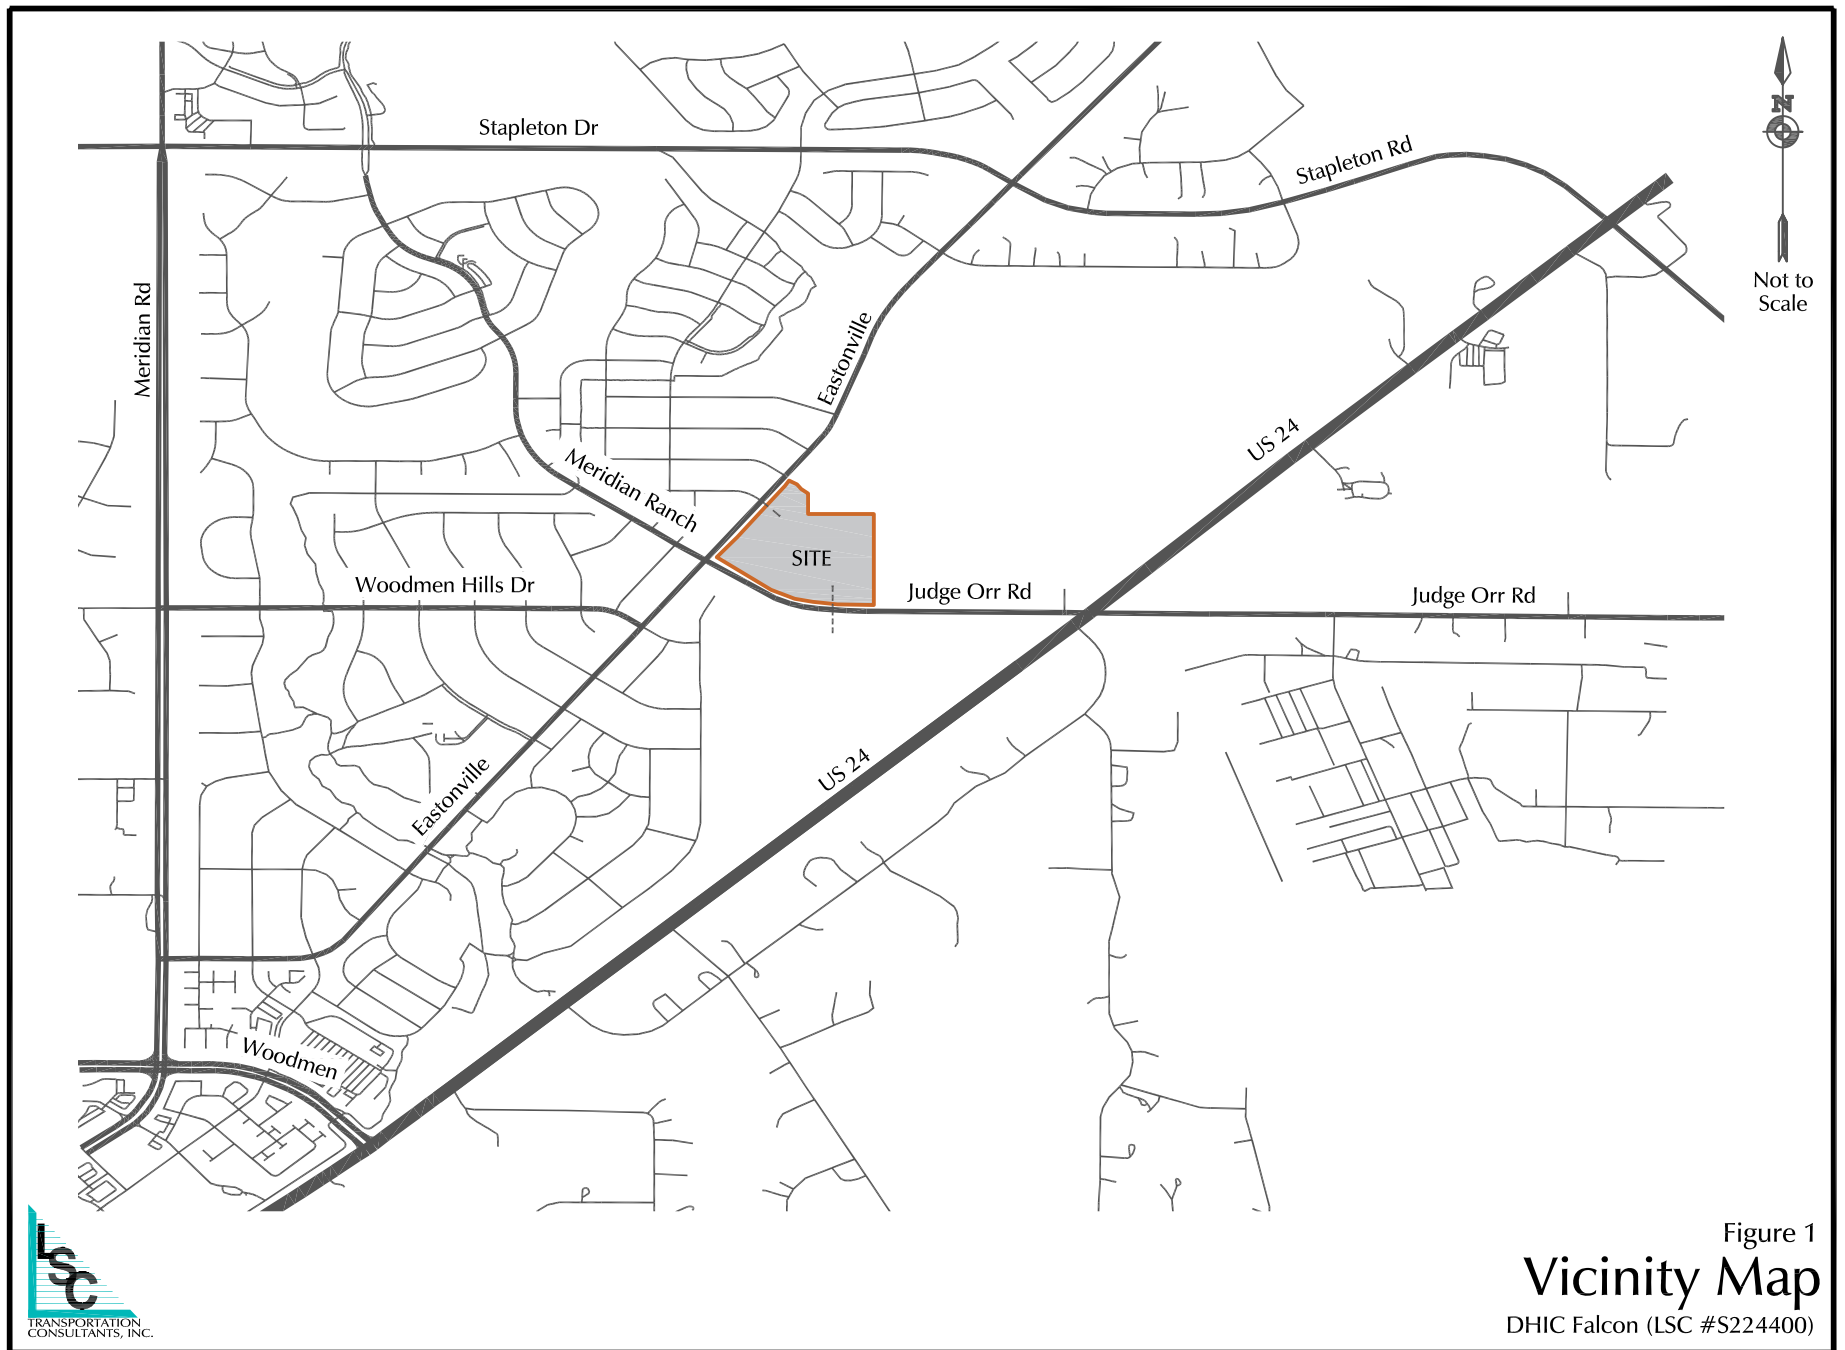 Stapleton Dr
Stapleton Rd
N
Not to
Scale
Meridian Rd
Eastonville
US 24
Meridian Ranch
SITE
Woodmen Hills Dr
Judge Orr Rd
Judge Orr Rd
US 24
Eastonville
Woodmen
LSC
TRANSPORTATION
CONSULTANTS, INC.
Figure 1
Vicinity Map
DHIC Falcon (LSC #S224400)